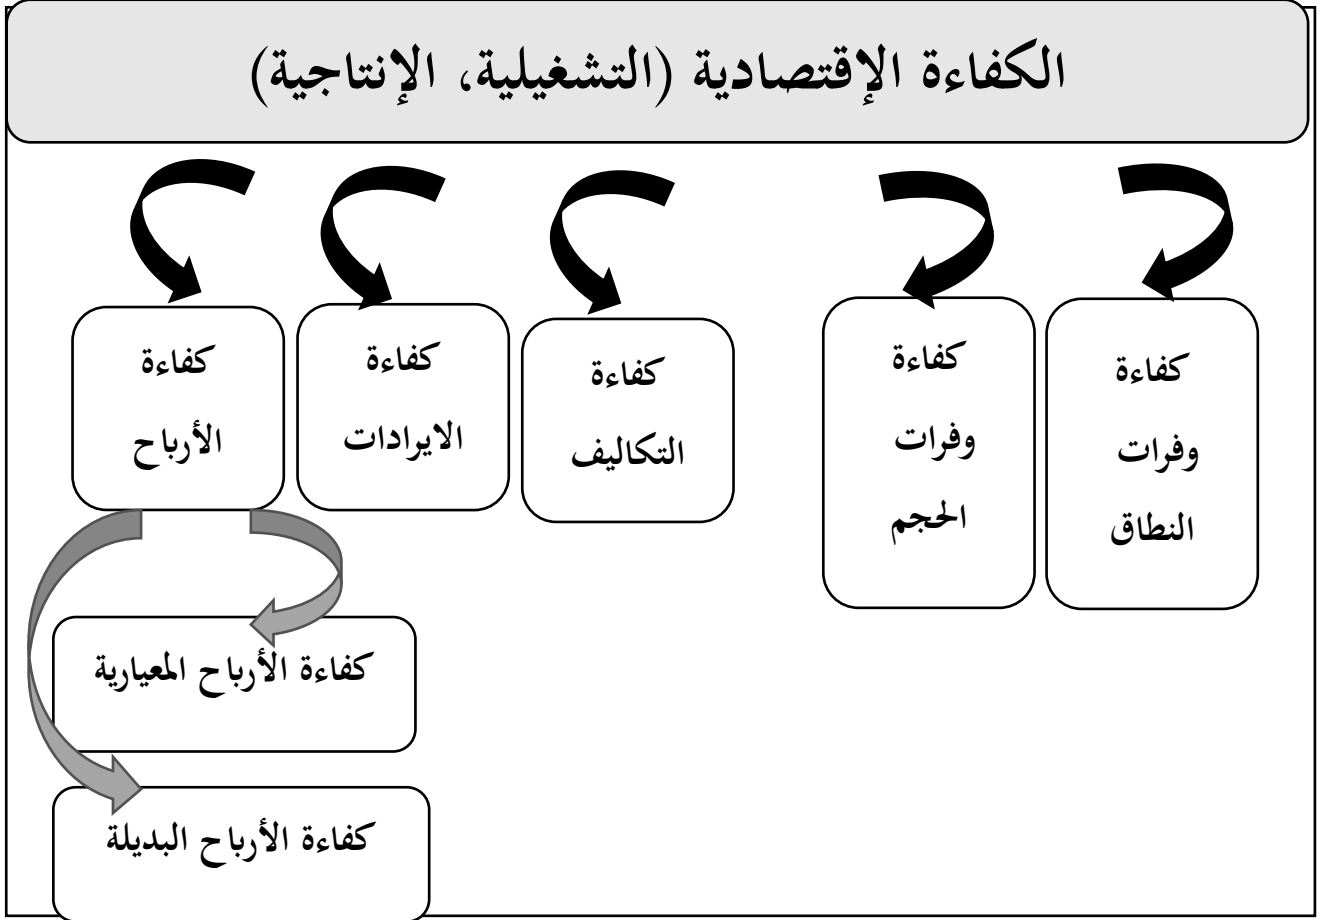 الكفاءة الإقتصادية (التشغيلية، الإنتاجية)
كفاءة
وفرات
النطاق
كفاءة
وفرات
الحجم
كفاءة
التكاليف
كفاءة
الايرادات
كفاءة
الأرباح
كفاءة الأرباح المعيارية
كفاءة الأرباح البديلة